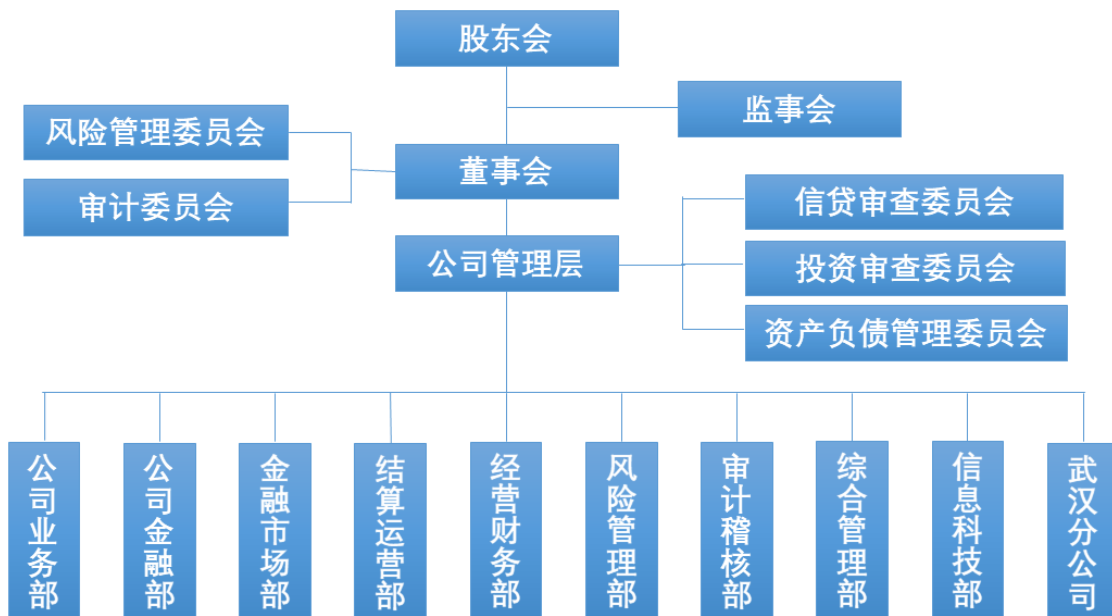 股东会
监事会
风险管理委员会
董事会
审计委员会
信贷审查委员会
公司管理层
投资审查委员会
资产负债管理委员会
公司业务部
公司金融部
金融市场部
结算运营部
经营财务部
风险管理部
审计稽核部
综合管理部
信息科技部
武汉分公司